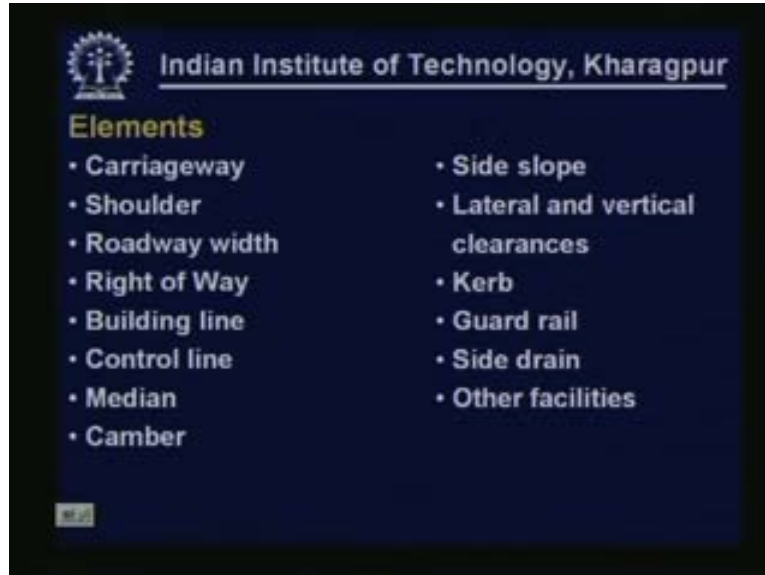 Indian Institute of Technology, Kharagpur
Elements
• Carriageway
• Shoulder
• Roadway width
• Right of Way
• Building line
• Control line
• Median
• Camber
• Side slope
• Lateral and vertical
clearances
• Kerb
• Guard rail
• Side drain
• Other facilities